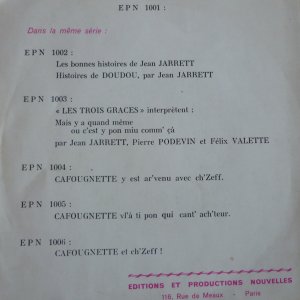 EPN 1001 :
Dans la même série :
EPN 1002 :
Les bonnes histoires de Jean JARRETT
Histoires de DOUDOU, par Jean JARRETT
EPN 1003 :
« LES TROIS GRACES » interprètent :
Mais y a quand même
ou c'est y pon miu comm' çà
par Jean JARRETT, Pierre PODEVIN et Félix VALETTE
EPN 1004 :
CAFOUGNETTE y est ar'venu avec ch'Zeff.
EPN 1005 :
CAFOUGNETTE vl'à ti pon qui cant' ach'teur.
EPN 1006 :
CAFOUGNETTE et ch'Zeff !
EDITIONS ET PRODUCTIONS NOUVELLES
116, Rue de Meaux - Paris